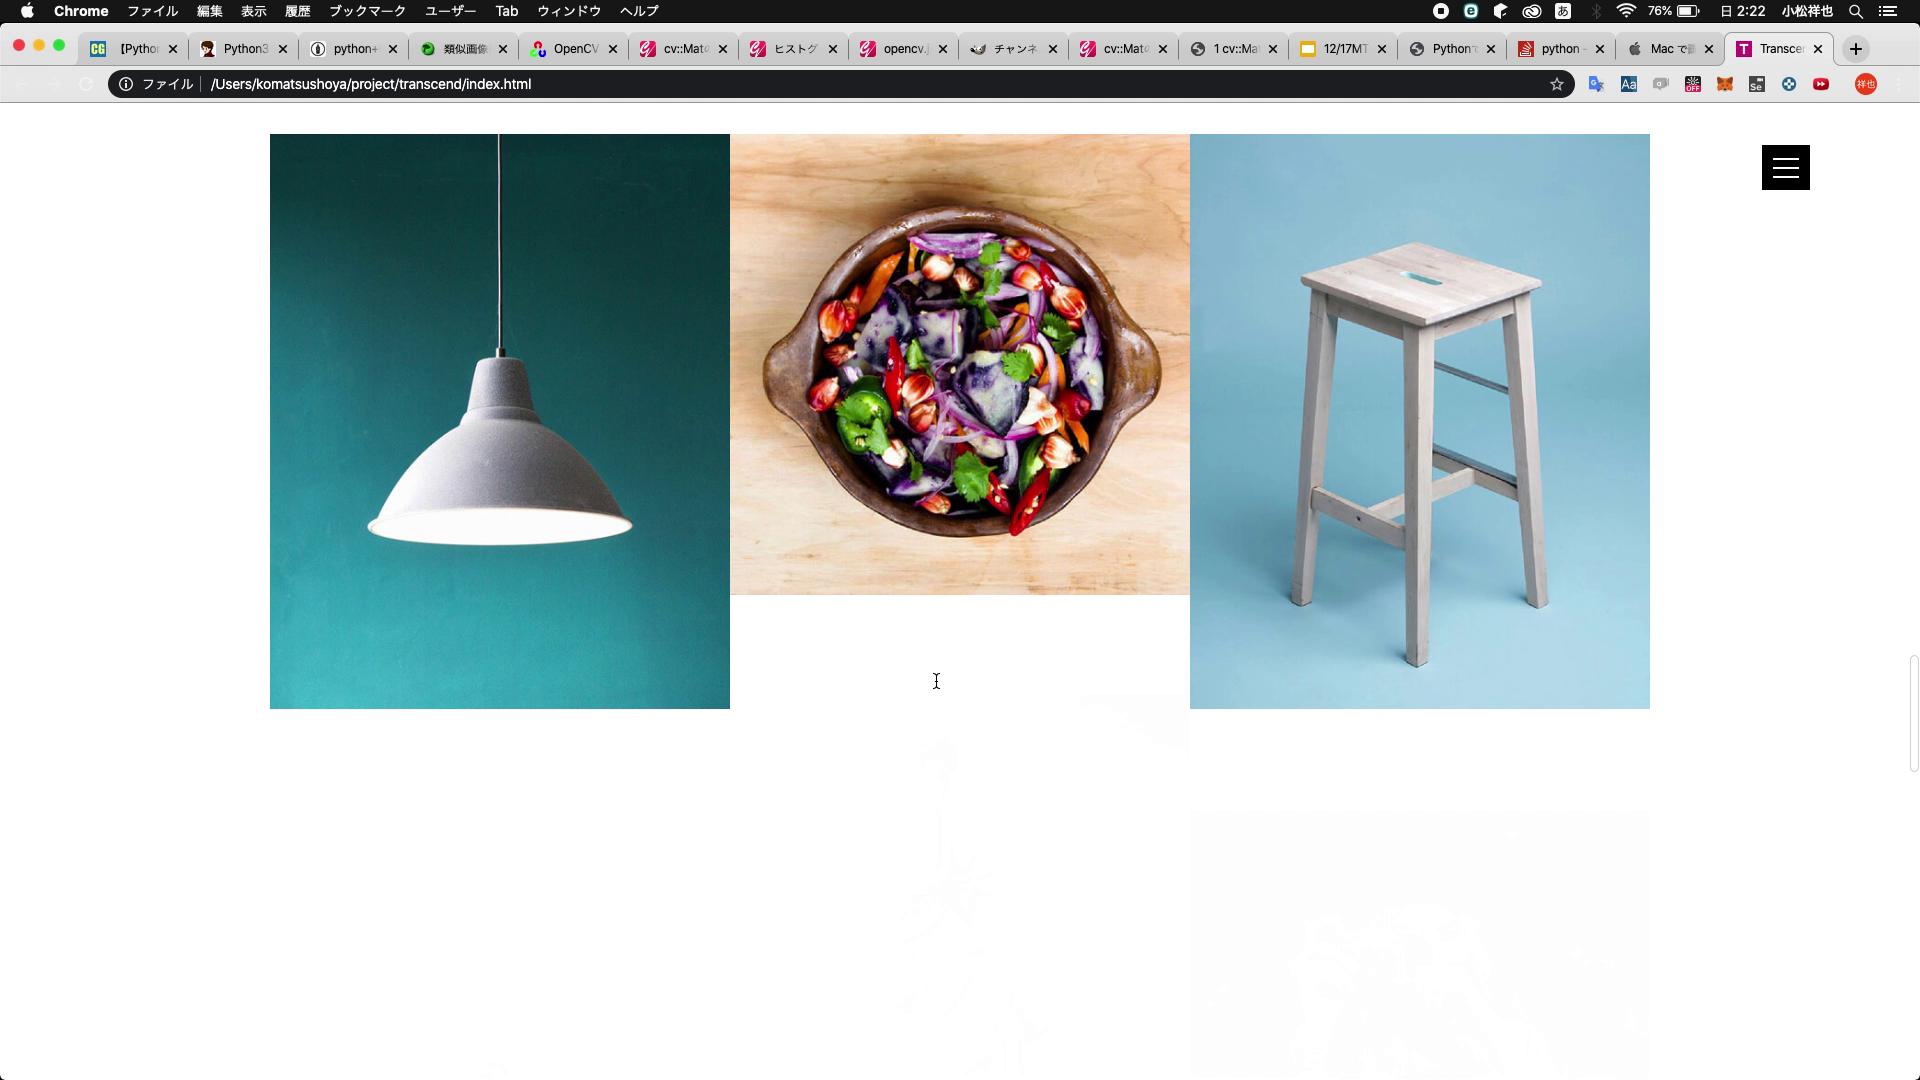 Chrome ファイル 編集 表示 履歴 ブックマーク ユーザー Tab ウィンドウ ヘルプ 76% 日 2:22 小松祥也
【Python Python3 python+ 類似画像 OpenCV cv::Mat ヒストグ opencv. チャンネ cv::Mat 1 cv::Ma 12/17MT Python python - Mac で Transce
ファイル /Users/komatsushoya/project/transcend/index.html